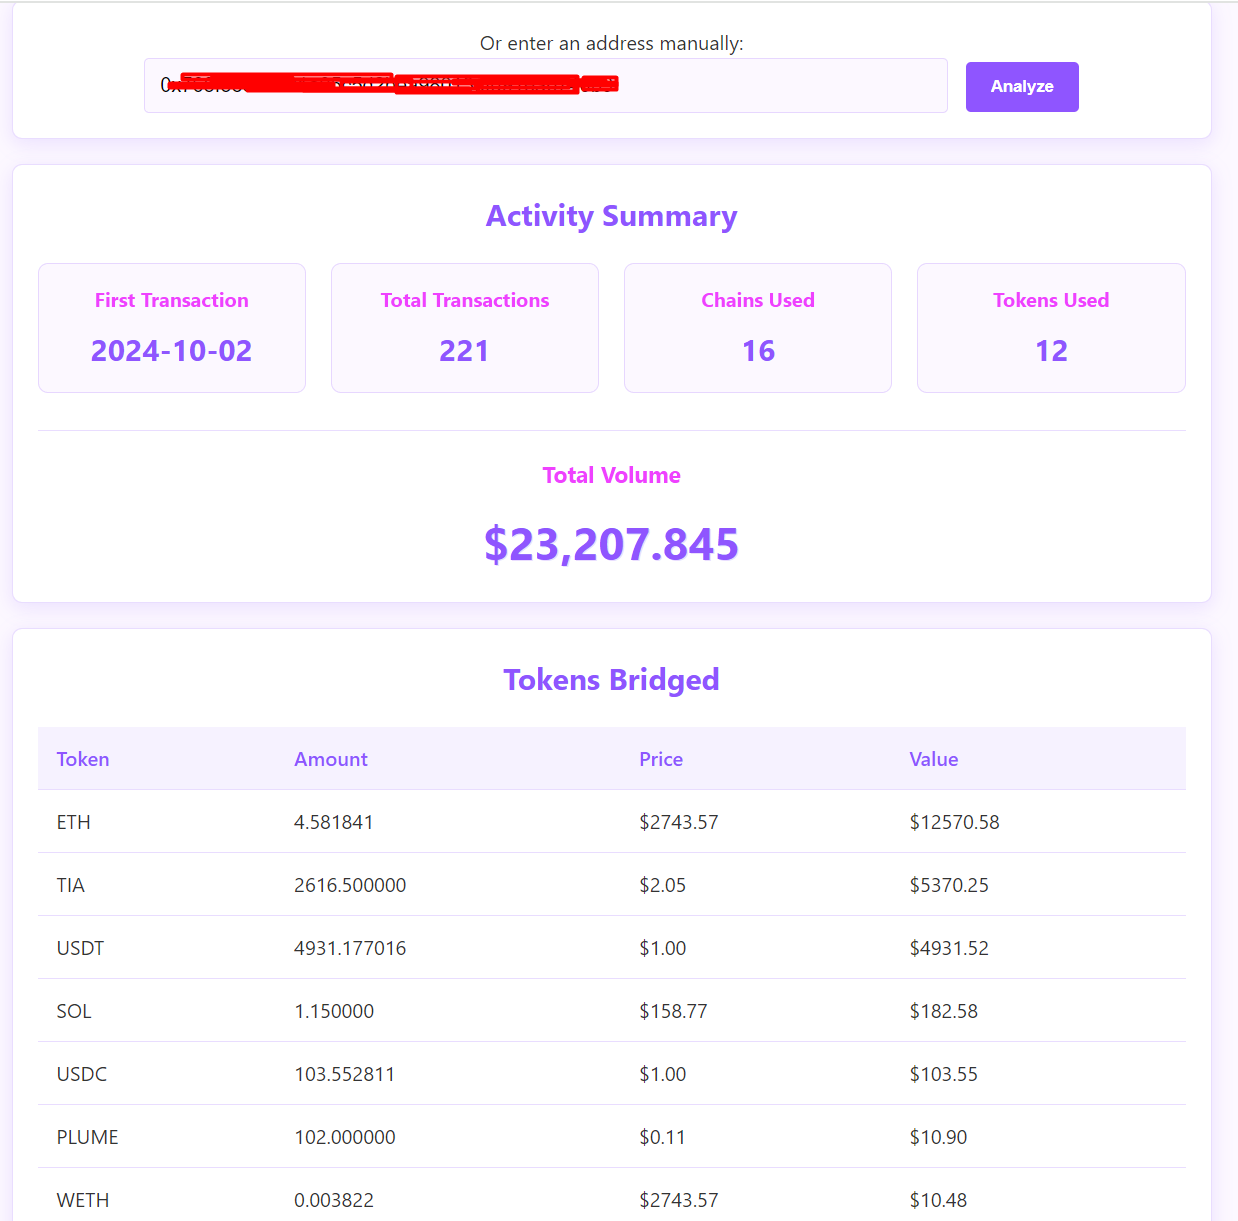 Or enter an address manually:
Analyze
Activity Summary
First Transaction Total Transactions Chains Used Tokens Used
2024-10-02 221 16 12
Total Volume
$23,207.845
Tokens Bridged
Token Amount Price Value
ETH 4.581841 $2743.57 $12570.58
TIA 2616.500000 $2.05 $5370.25
USDT 4931.177016 $1.00 $4931.52
SOL 1.150000 $158.77 $182.58
USDC 103.552811 $1.00 $103.55
PLUME 102.000000 $0.11 $10.90
WETH 0.003822 $2743.57 $10.48